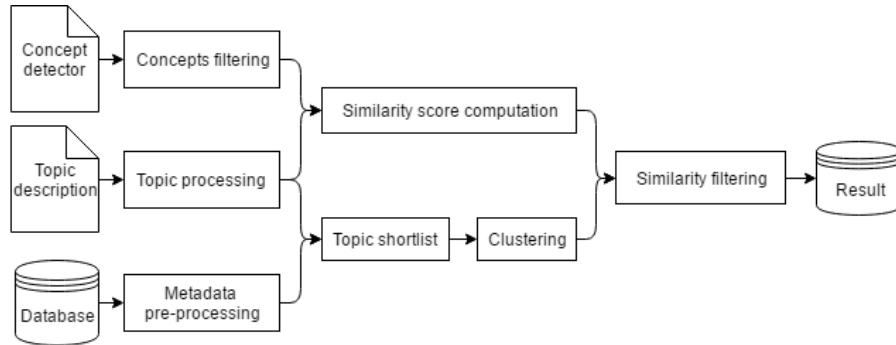 Concept
detector
Concepts filtering
Similarity score computation
Topic
description
Topic processing
Similarity filtering
Result
Topic shortlist
Clustering
Database
Metadada
pre-processing